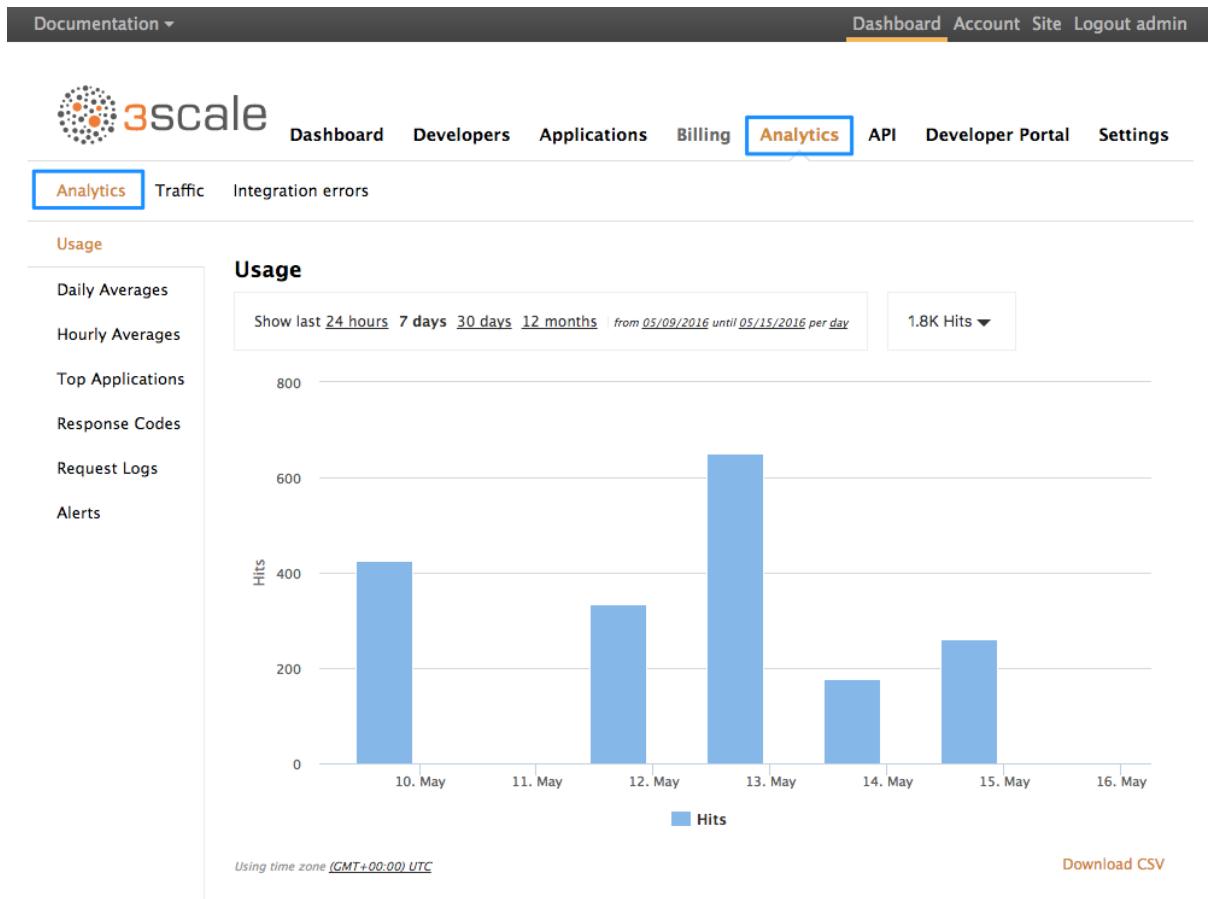 Documentation Dashboard Account Site Logout admin
3scale
Dashboard Developers Applications Billing Analytics API Developer Portal Settings
Analytics Traffic Integration errors
Usage
Daily Averages
Hourly Averages
Top Applications
Response Codes
Request Logs
Alerts
Usage
Show last 24 hours 7 days 30 days 12 months from 05/09/2016 until 05/15/2016 per day
1.8K Hits
800
600
400
200
0
Hits
10. May 11. May 12. May 13. May 14. May 15. May 16. May
Hits
Using time zone (GMT+00:00) UTC
Download CSV